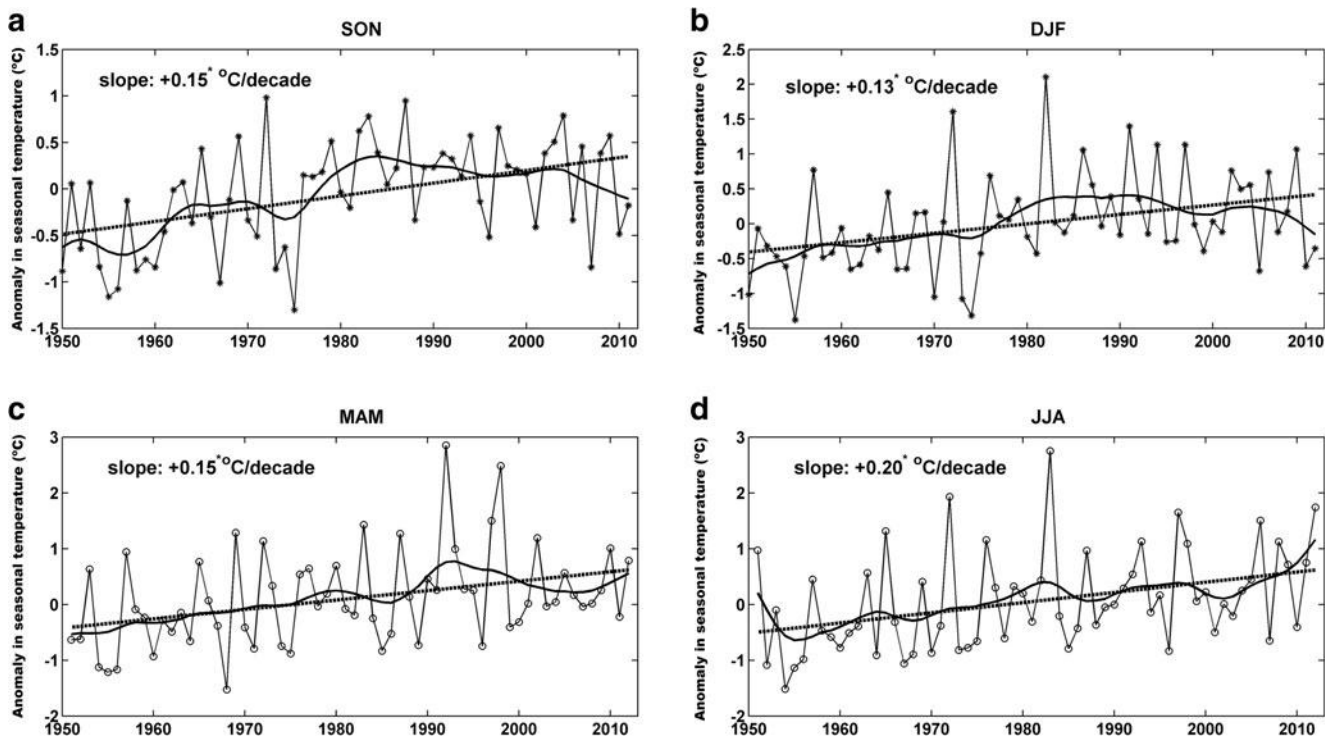 a
SON
Anomaly in seasonal temperature (°C)
slope: +0.15* °C/decade
1.5
1
0.5
0
-0.5
-1
-1.5
1950 1960 1970 1980 1990 2000 2010
b
DJF
Anomaly in seasonal temperature (°C)
slope: +0.13* °C/decade
2.5
2
1.5
1
0.5
0
-0.5
-1
-1.5
1950 1960 1970 1980 1990 2000 2010
c
MAM
Anomaly in seasonal temperature (°C)
slope: +0.15*°C/decade
3
2
1
0
-1
-2
1950 1960 1970 1980 1990 2000 2010
d
JJA
Anomaly in seasonal temperature (°C)
slope: +0.20* °C/decade
3
2
1
0
-1
-2
1950 1960 1970 1980 1990 2000 2010